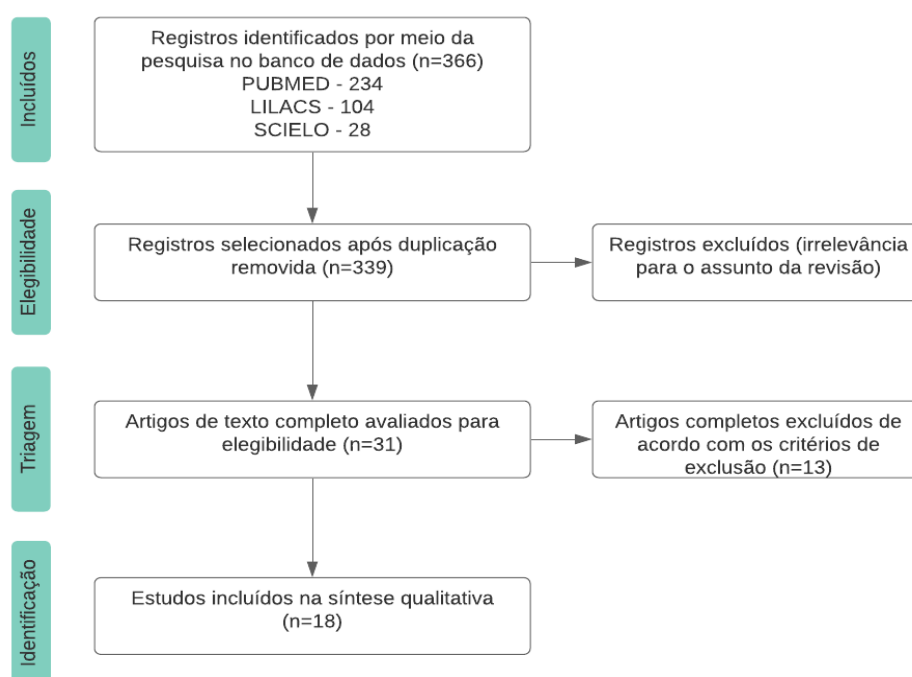 Incluídos
Registros identificados por meio da
pesquisa no banco de dados (n=366)
PUBMED - 234
LILACS - 104
SCIELO - 28
Elegibilidade
Registros selecionados após duplicação
removida (n=339)
Registros excluídos (irrelevância
para o assunto da revisão)
Triagem
Artigos de texto completo avaliados para
elegibilidade (n=31)
Artigos completos excluídos de
acordo com os critérios de
exclusão (n=13)
Identificação
Estudos incluídos na síntese qualitativa
(n=18)